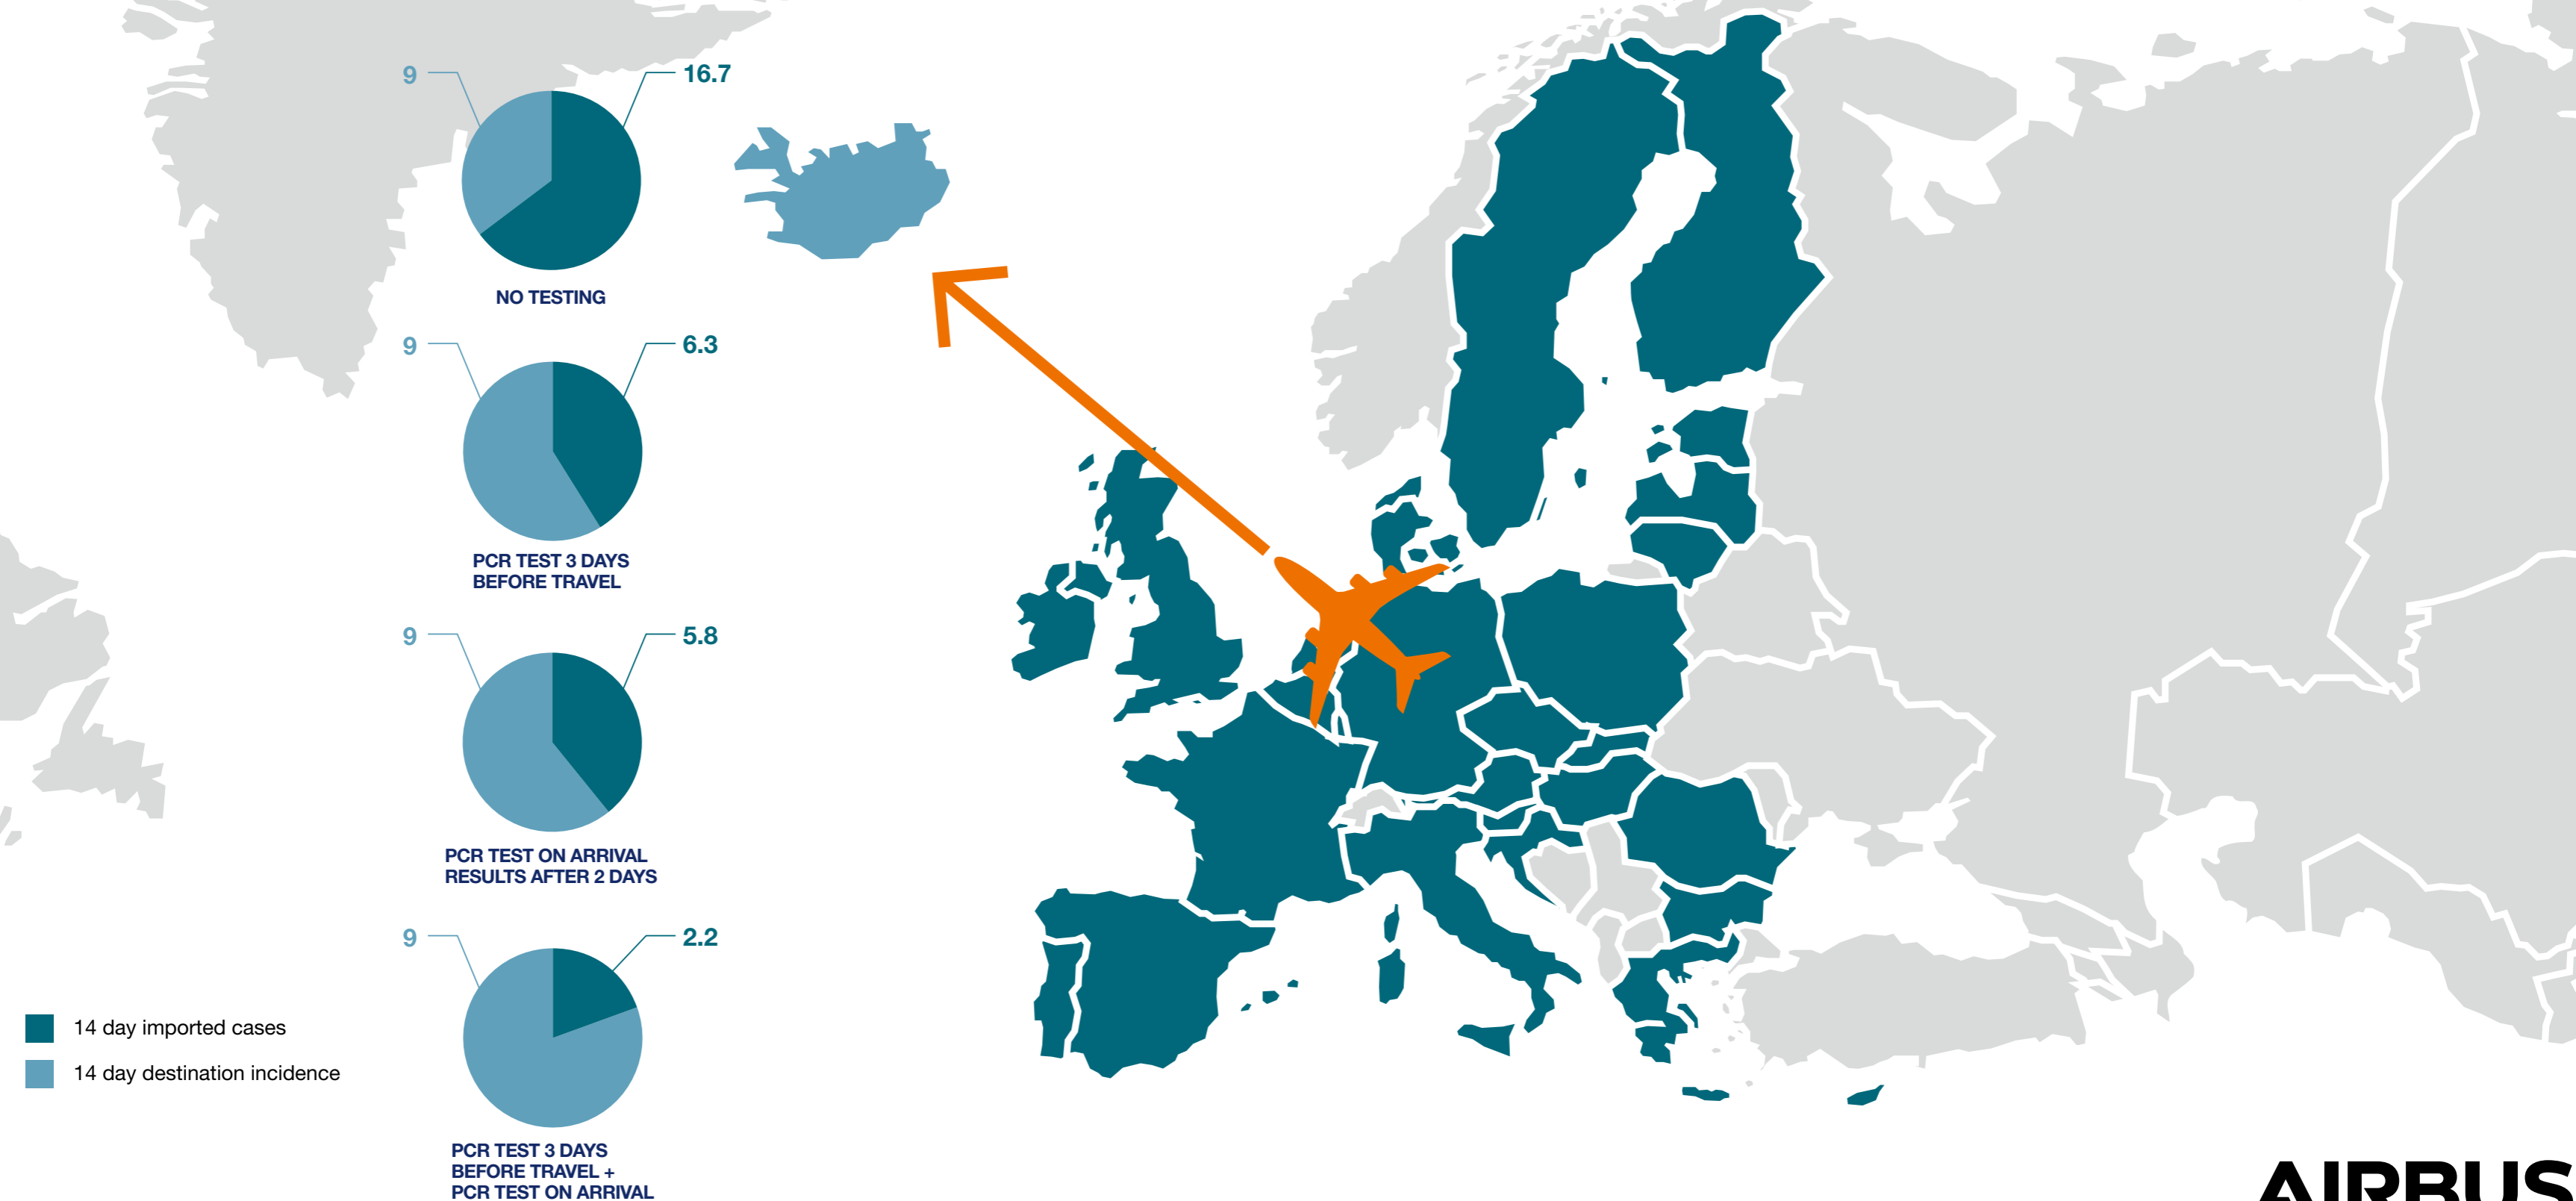 9
16.7
NO TESTING
9
6.3
PCR TEST 3 DAYS
BEFORE TRAVEL
9
5.8
PCR TEST ON ARRIVAL
RESULTS AFTER 2 DAYS
9
2.2
PCR TEST 3 DAYS
BEFORE TRAVEL +
PCR TEST ON ARRIVAL
14 day imported cases
14 day destination incidence
AIRBUS